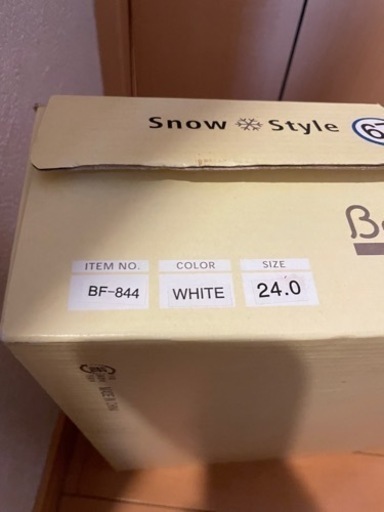 Snow ❄ Style
ITEM NO. COLOR SIZE
BF-844 WHITE 24.0